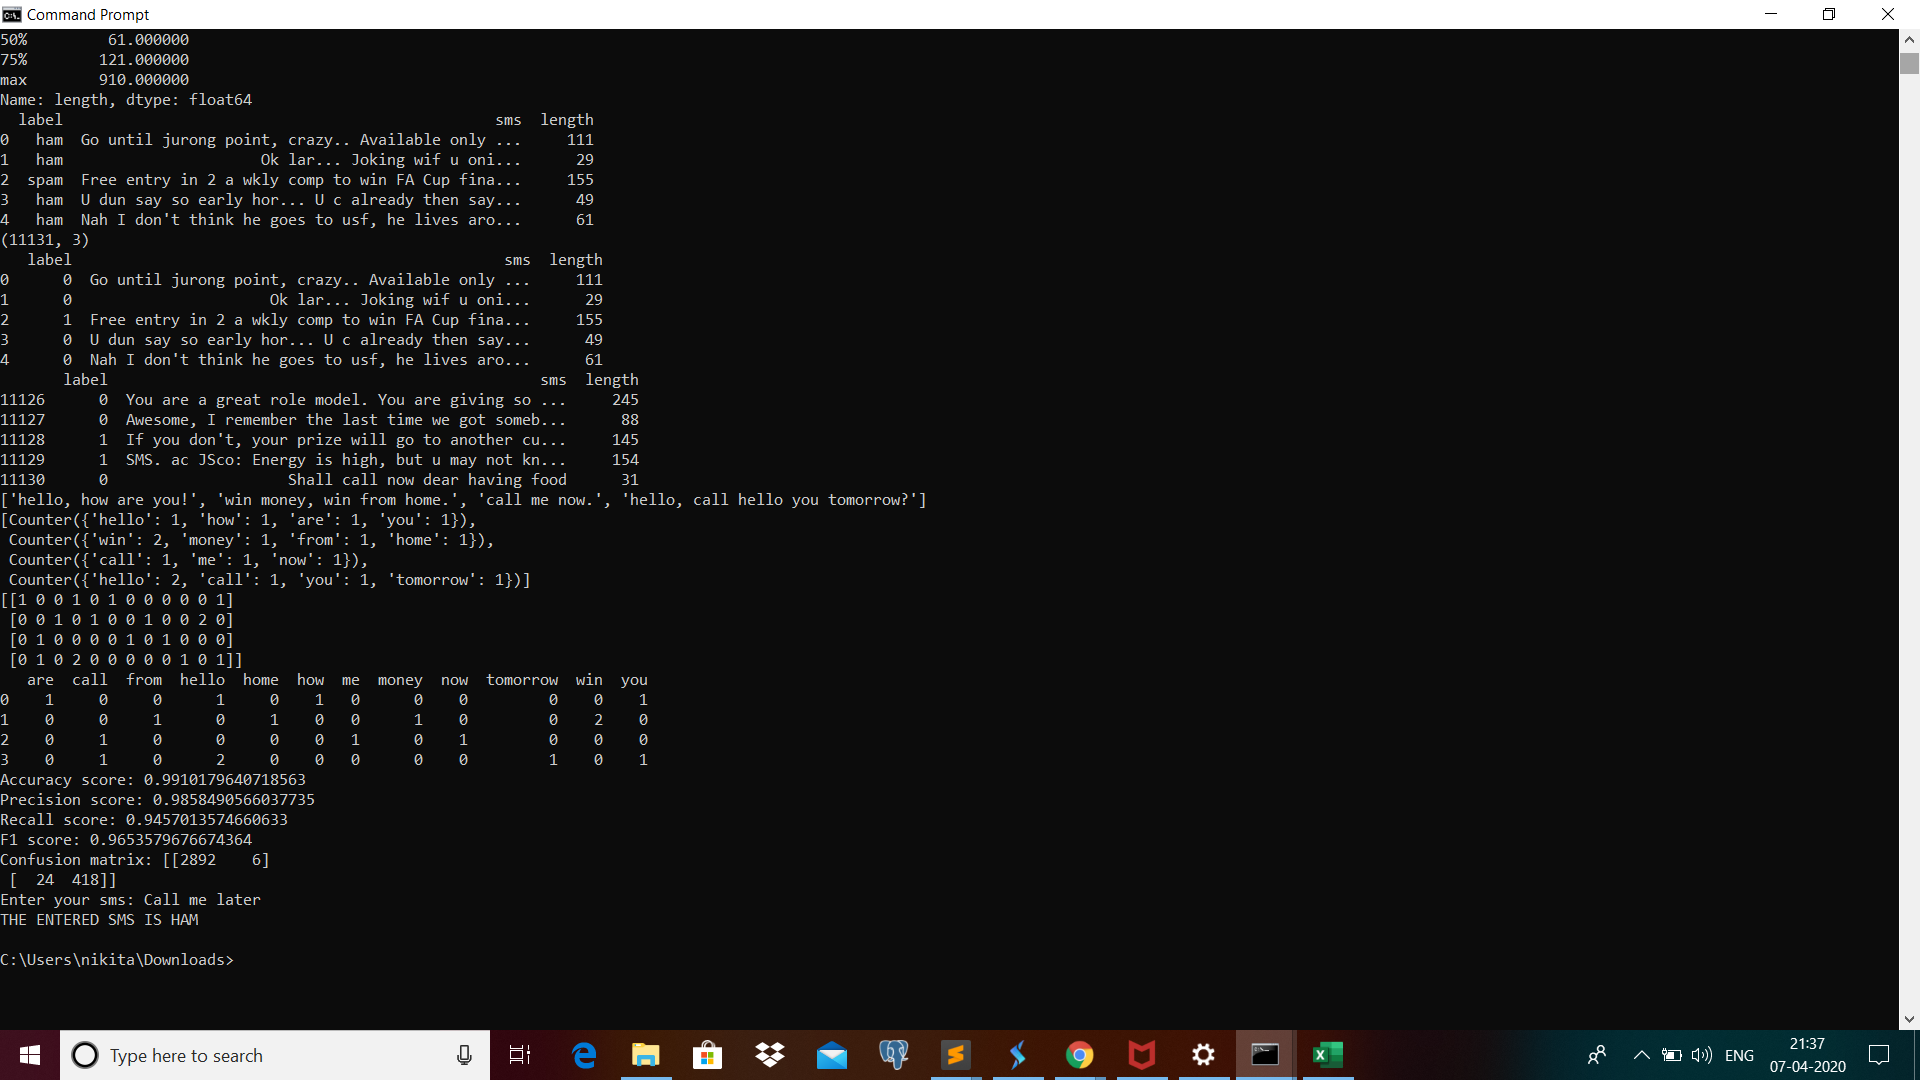 Command Prompt
50%         61.000000
75%        121.000000
max        910.000000
Name: length, dtype: float64
  label                                                sms  length
0   ham  Go until jurong point, crazy.. Available only ...     111
1   ham                      Ok lar... Joking wif u oni...      29
2  spam  Free entry in 2 a wkly comp to win FA Cup fina...     155
3   ham  U dun say so early hor... U c already then say...      49
4   ham  Nah I don't think he goes to usf, he lives aro...      61
(11131, 3)
   label                                                sms  length
0      0  Go until jurong point, crazy.. Available only ...     111
1      0                      Ok lar... Joking wif u oni...      29
2      1  Free entry in 2 a wkly comp to win FA Cup fina...     155
3      0  U dun say so early hor... U c already then say...      49
4      0  Nah I don't think he goes to usf, he lives aro...      61
       label                                                sms  length
11126      0  You are a great role model. You are giving so ...     245
11127      0  Awesome, I remember the last time we got someb...      88
11128      1  If you don't, your prize will go to another cu...     145
11129      1  SMS. ac JSco: Energy is high, but u may not kn...     154
11130      0                    Shall call now dear having food      31
['hello, how are you!', 'win money, win from home.', 'call me now.', 'hello, call hello you tomorrow?']
[Counter({'hello': 1, 'how': 1, 'are': 1, 'you': 1}),
 Counter({'win': 2, 'money': 1, 'from': 1, 'home': 1}),
 Counter({'call': 1, 'me': 1, 'now': 1}),
 Counter({'hello': 2, 'call': 1, 'you': 1, 'tomorrow': 1})]
[[1 0 0 1 0 1 0 0 0 0 0 1]
 [0 0 1 0 1 0 0 1 0 0 2 0]
 [0 1 0 0 0 0 1 0 1 0 0 0]
 [0 1 0 2 0 0 0 0 0 1 0 1]]
   are  call  from  hello  home  how  me  money  now  tomorrow  win  you
0    1     0     0      1     0    1   0      0    0         0    0    1
1    0     0     1      0     1    0   0      1    0         0    2    0
2    0     1     0      0     0    0   1      0    1         0    0    0
3    0     1     0      2     0    0   0      0    0         1    0    1
Accuracy score: 0.9910179640718563
Precision score: 0.9858490566037735
Recall score: 0.9457013574660633
F1 score: 0.9653579676674364
Confusion matrix: [[2892    6]
 [  24  418]]
Enter your sms: Call me later
THE ENTERED SMS IS HAM
C:\Users\nikita\Downloads>
Type here to search
ENG
21:37
07-04-2020